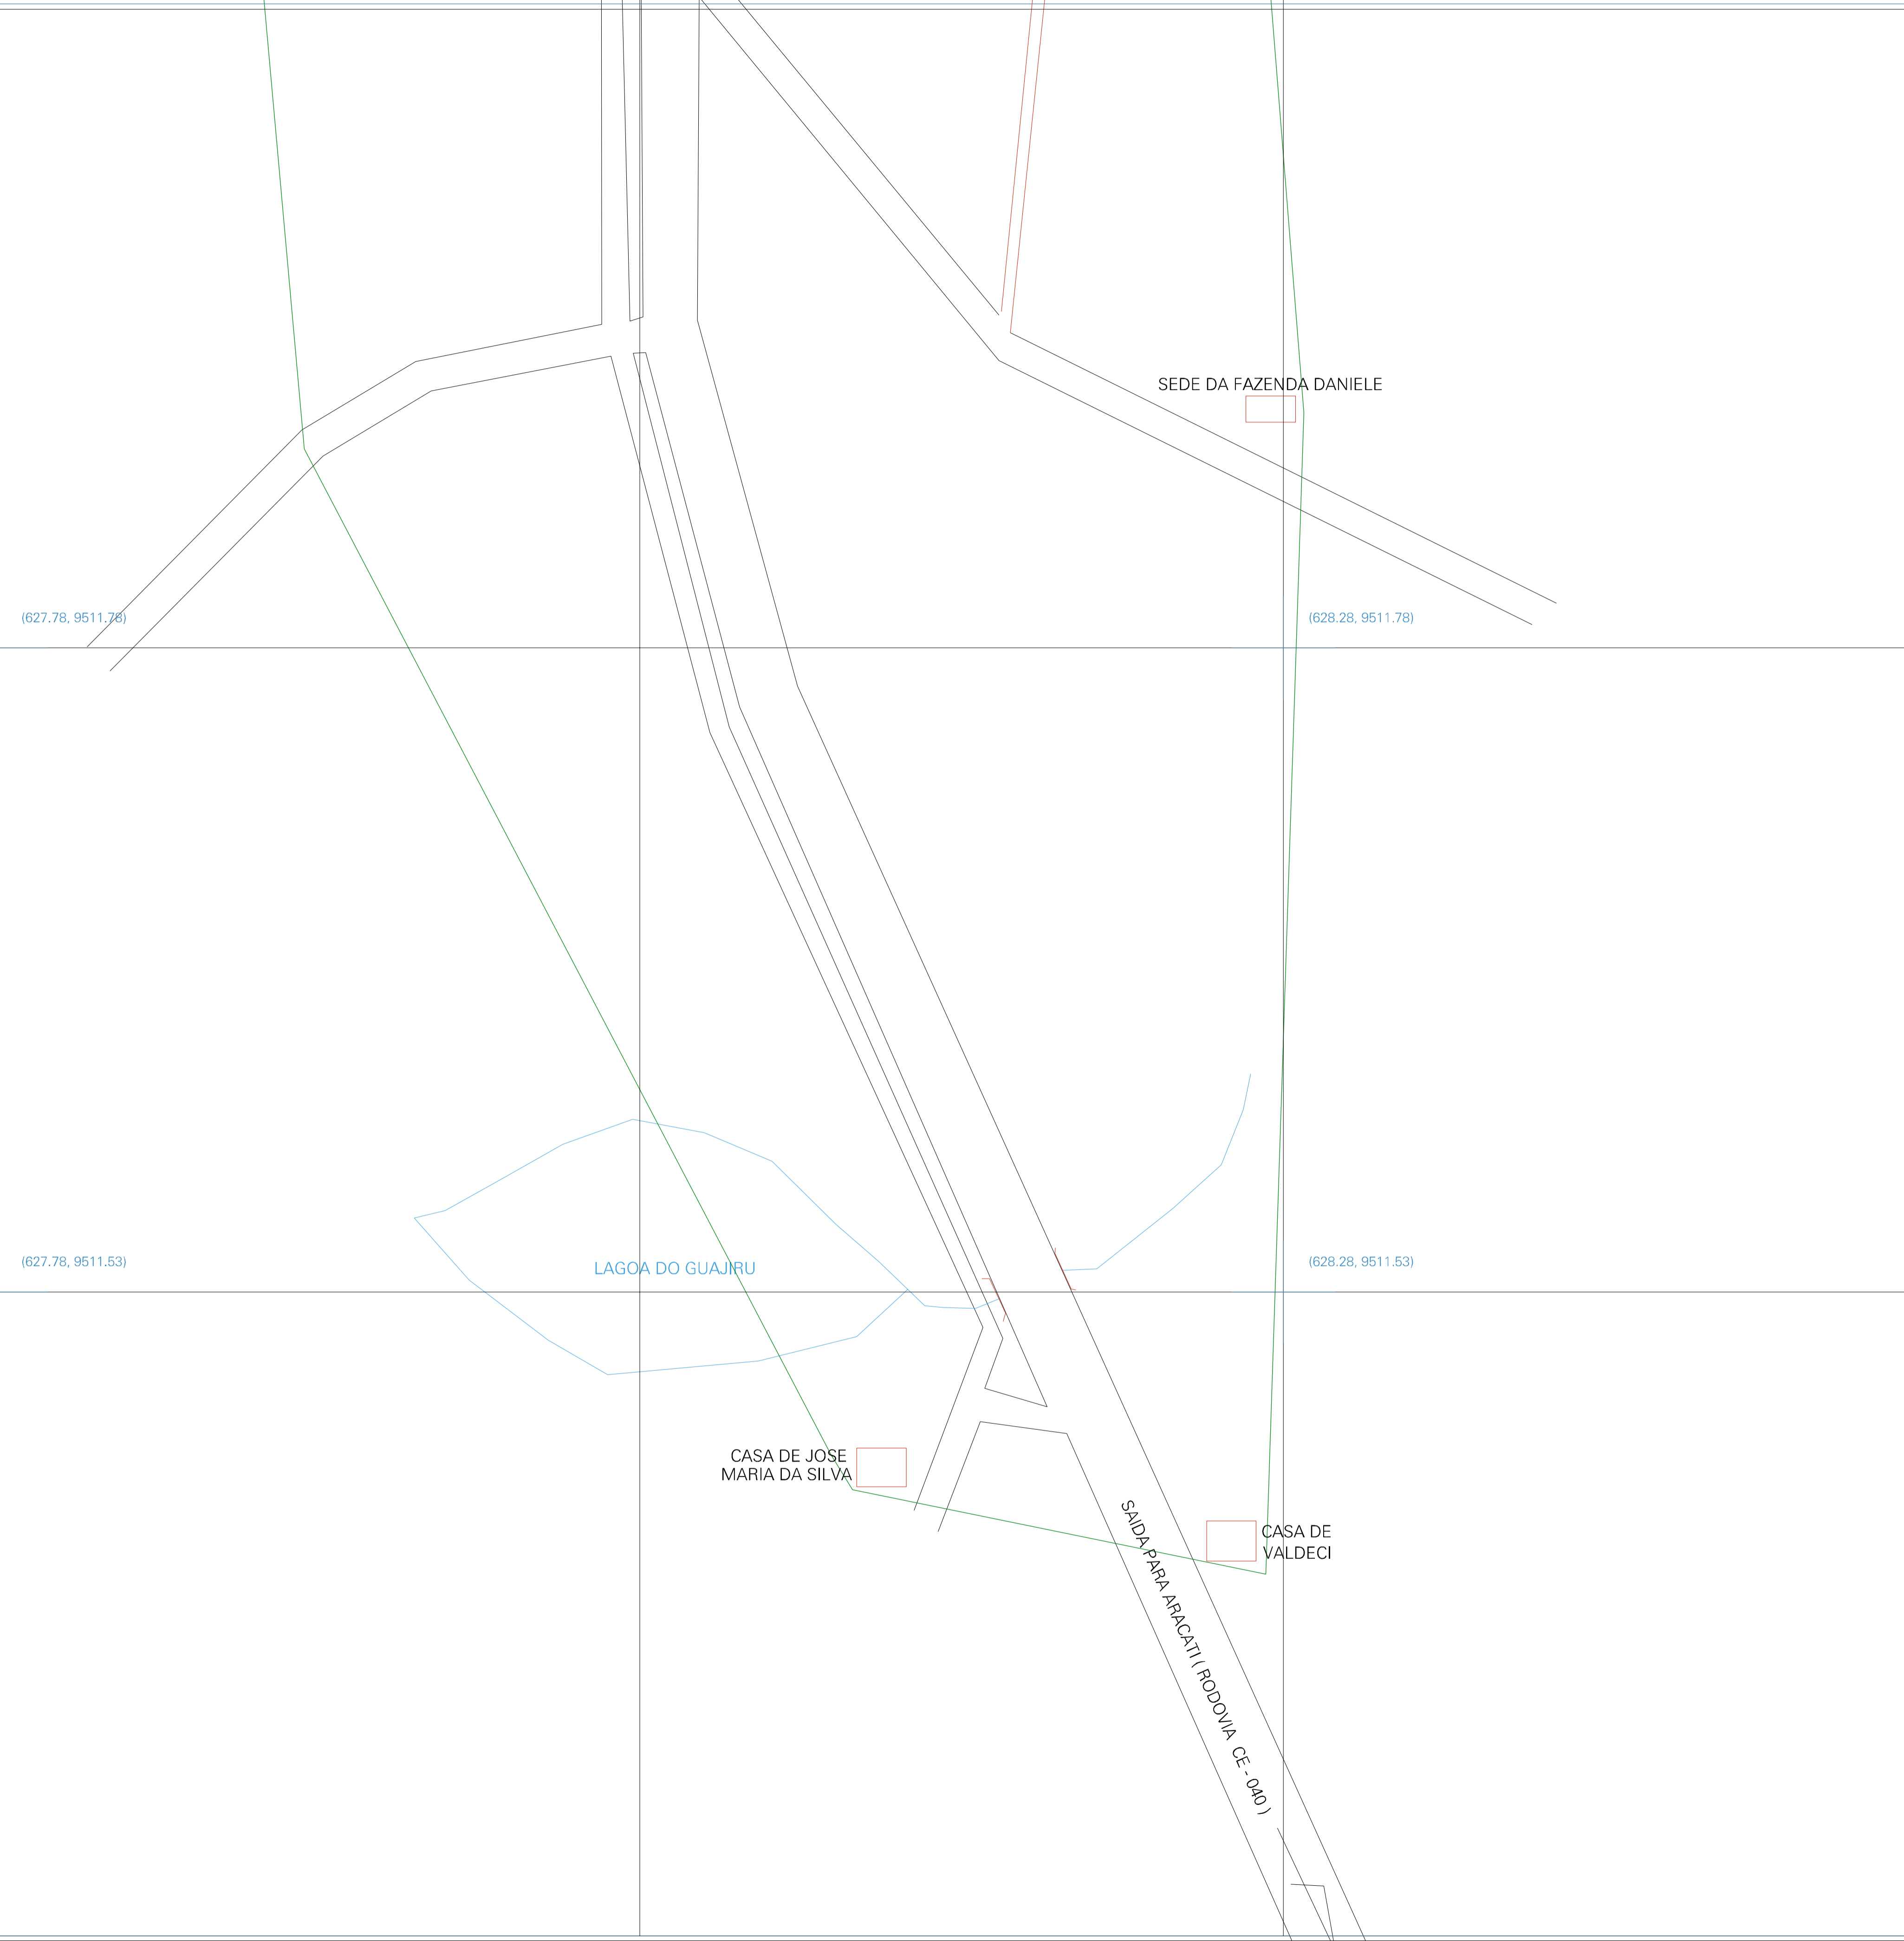 SEDE DA FAZENDA DANIELE
(627.78, 9511.78)
(628.28, 9511.78)
(627.78, 9511.53)
LAGOA DO GUAJIRU
(628.28, 9511.53)
CASA DE JOSE
MARIA DA SILVA
SAIDA PARA ARACATI ( RODOVIA CE - 040 )
CASA DE
VALDECI